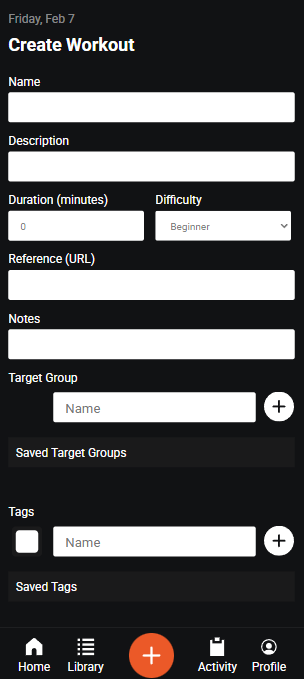 Friday, Feb 7
Create Workout
Name
Description
Duration (minutes) Difficulty
0 Beginner
Reference (URL)
Notes
Target Group
Name
Saved Target Groups
Tags
Name
Saved Tags
Home Library Activity Profile